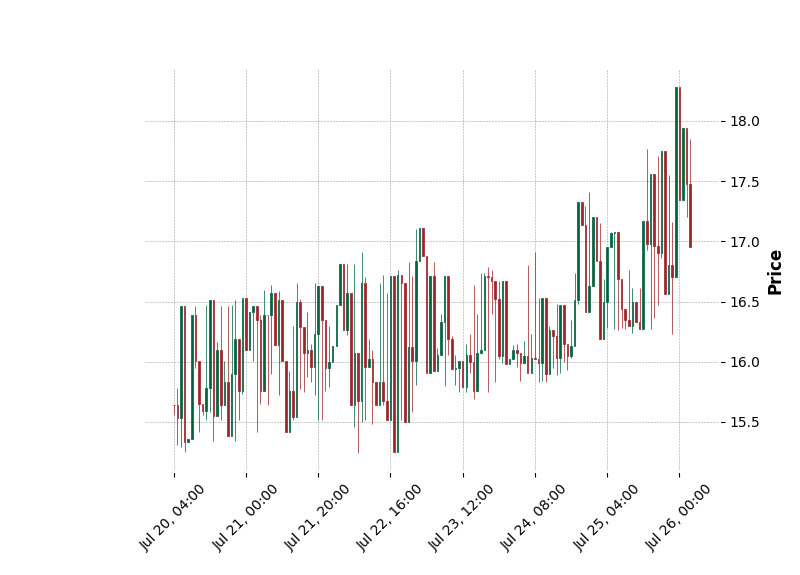 18.0
17.5
17.0
16.5
16.0
15.5
Price
Jul 20, 04:00
Jul 21, 00:00
Jul 21, 20:00
Jul 22, 16:00
Jul 23, 12:00
Jul 24, 08:00
Jul 25, 04:00
Jul 26, 00:00